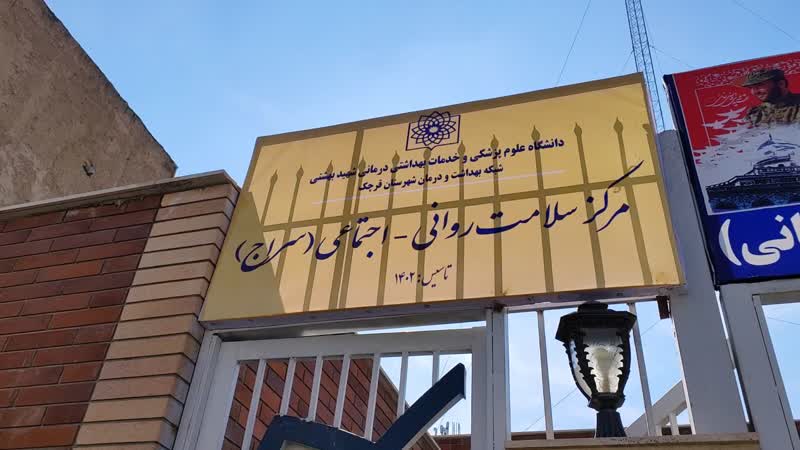 دانشگاه علوم پزشکی و خدمات بهداشتی درمانی شهید بهشتی
شبکه بهداشت و درمان شهرستان قرچک
مرکز سلامت روانی - اجتماعی (سراج)
تاسیس: ۱۴۰۲